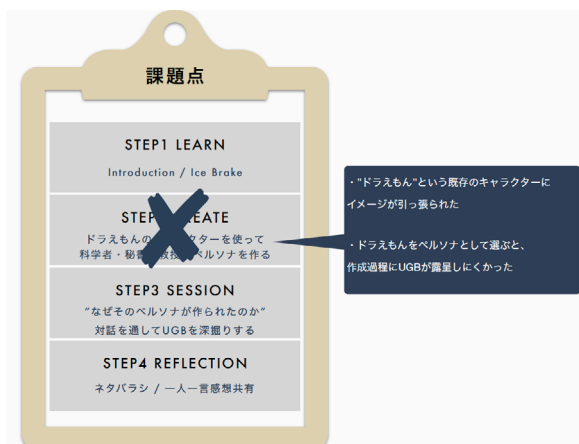 課題点
STEP1 LEARN
Introduction / Ice Brake
STEP EATE
ドラえもんの クターを使って
科学者・秘書 教授 ペルソナを作る
STEP3 SESSION
"なぜそのペルソナが作られたのか"
対話を通してUGBを深掘りする
STEP4 REFLECTION
ネタバラシ / 一人一言感想共有
・"ドラえもん"という既存のキャラクターに
イメージが引っ張られた
・ドラえもんをペルソナとして選ぶと、
作成過程にUGBが露呈しにくかった